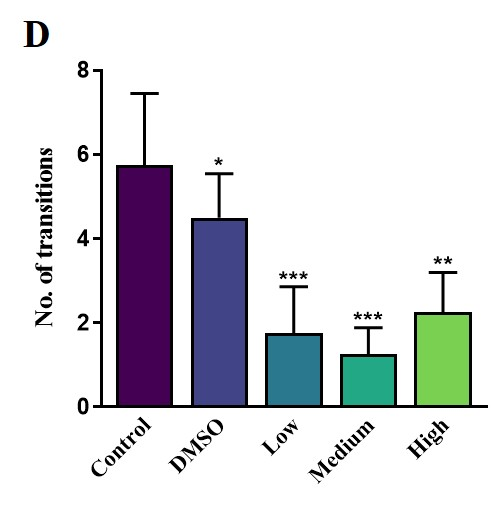 D
No. of transitions
8
6
4
2
0
*
***
***
**
Control
DMSO
Low
Medium
High